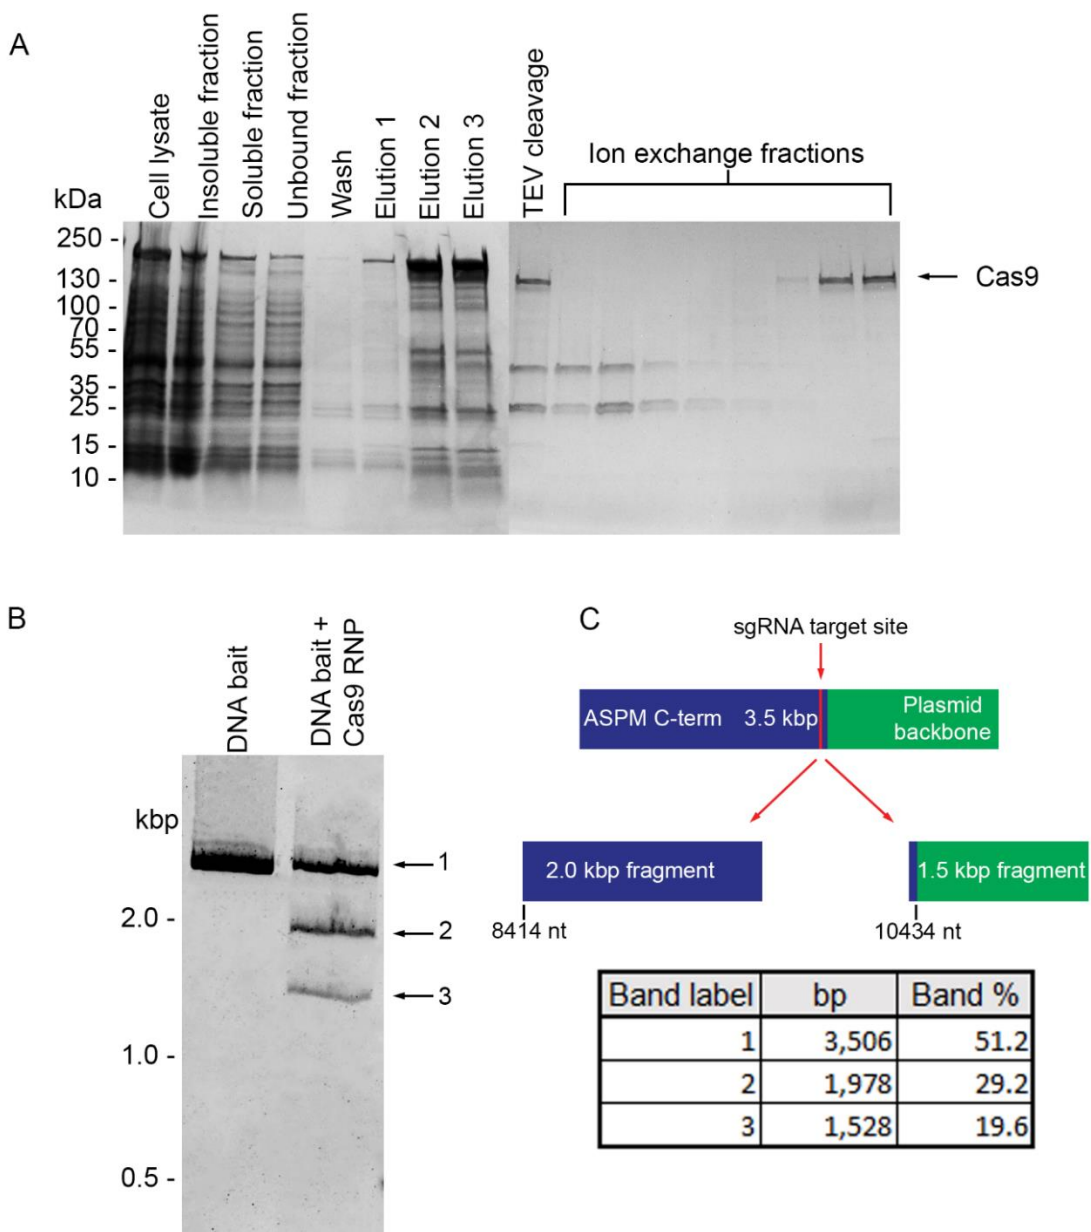 A
Cell lysate
Insoluble fraction
Soluble fraction
Unbound fraction
Wash
Elution 1
Elution 2
Elution 3
TEV cleavage
Ion exchange fractions
kDa
250 -
130 -
100 -
70 -
55 -
35 -
25 -
15 -
10 -
Cas9
B
DNA bait
DNA bait +
Cas9 RNP
kbp
2.0 -
1.0 -
0.5 -
1
2
3
C
sgRNA target site
ASPM C-term 3.5 kbp
Plasmid
backbone
2.0 kbp fragment
1.5 kbp fragment
8414 nt
10434 nt
Band label bp Band %
1 3,506 51.2
2 1,978 29.2
3 1,528 19.6